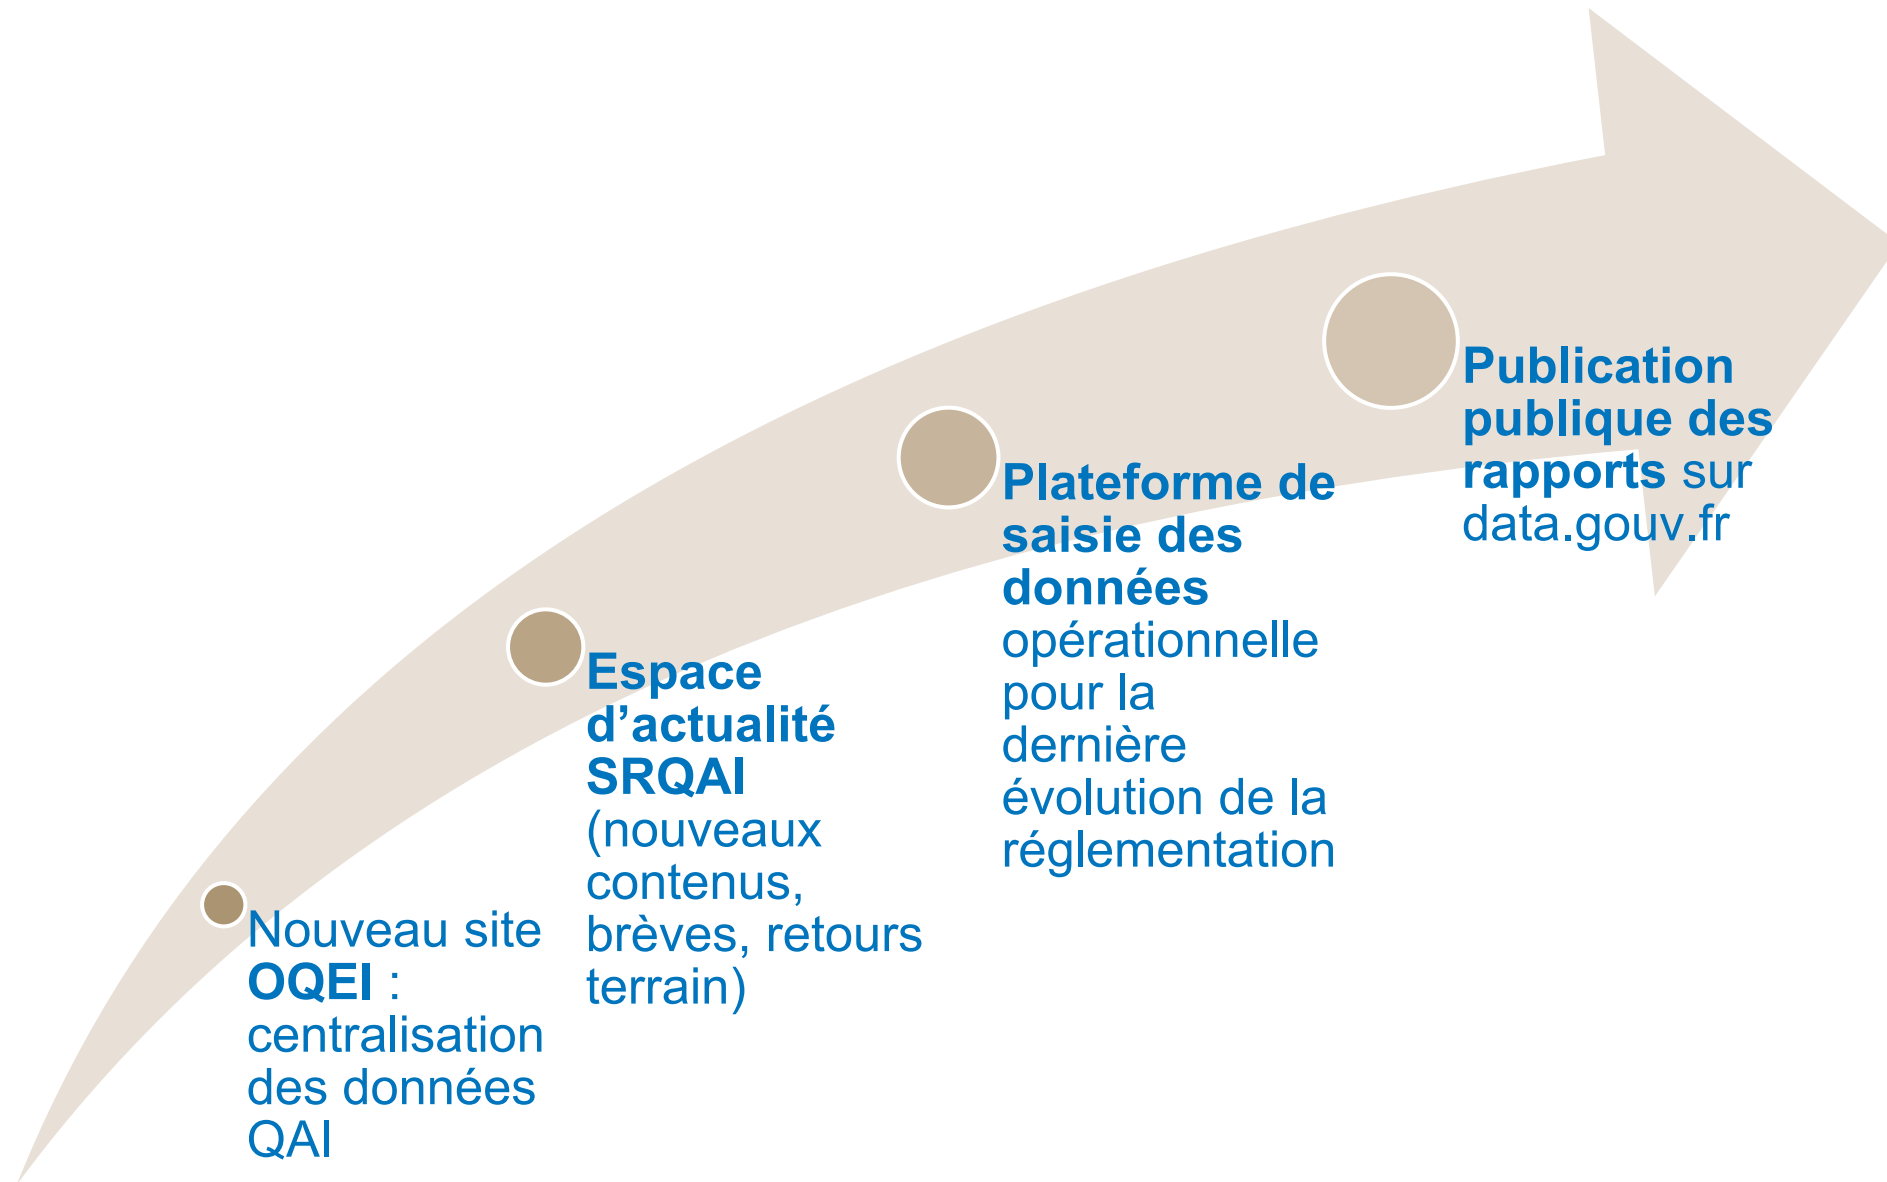 Nouveau site
OQEI :
centralisation
des données
QAI
Espace
d’actualité
SRQAI
(nouveaux
contenus,
brèves, retours
terrain)
Plateforme de
saisie des
données
opérationnelle
pour la
dernière
évolution de la
réglementation
Publication
publique des
rapports sur
data.gouv.fr